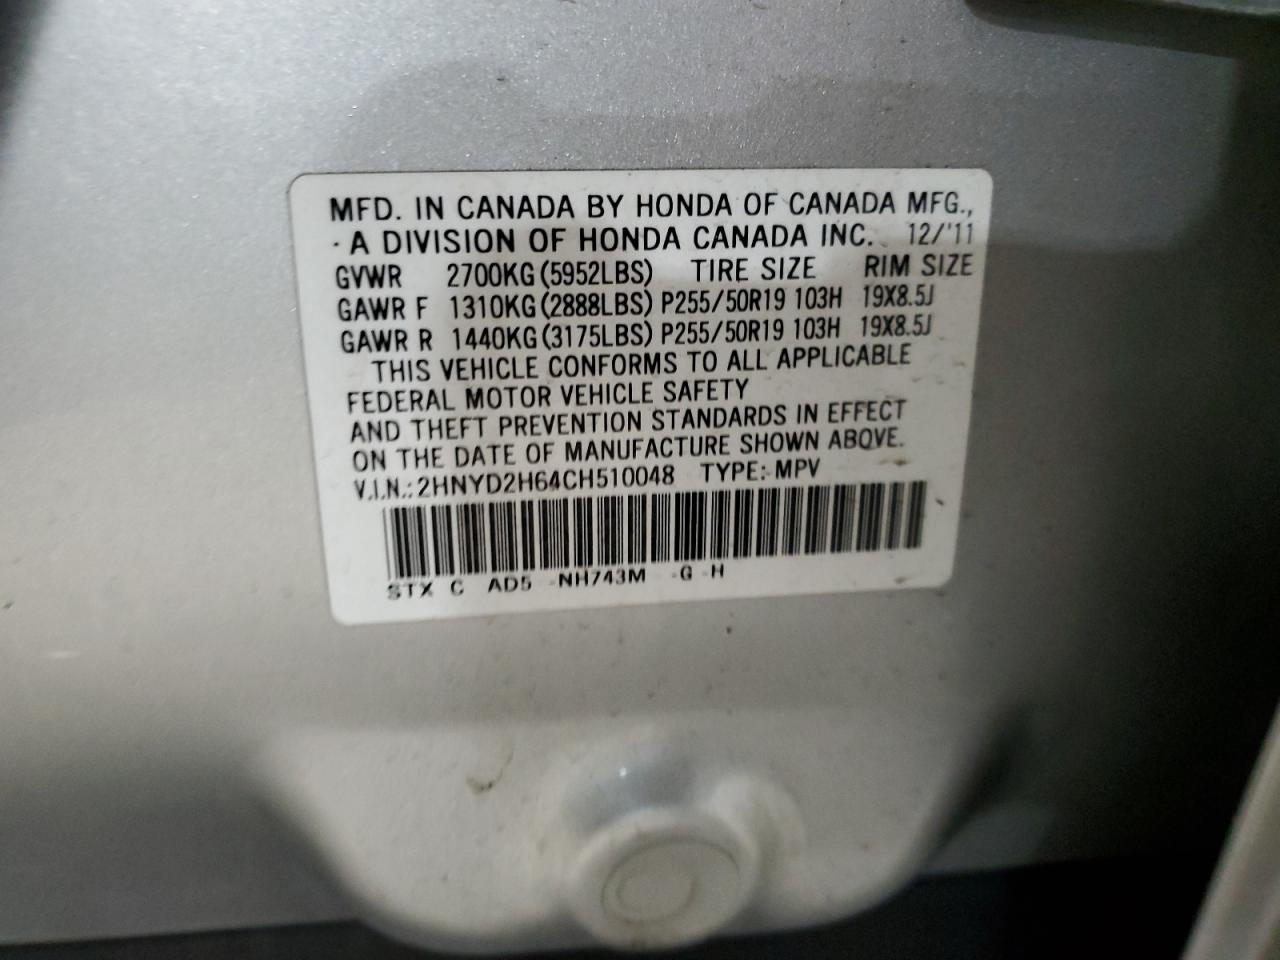 MFD. IN CANADA BY HONDA OF CANADA MFG.,
A DIVISION OF HONDA CANADA INC. 12/'11
GVWR 2700KG (5952LBS) TIRE SIZE RIM SIZE
GAWR F 1310KG (2888LBS) P255/50R19 103H 19X8.5J
GAWR R 1440KG (3175LBS) P255/50R19 103H 19X8.5J
THIS VEHICLE CONFORMS TO ALL APPLICABLE
FEDERAL MOTOR VEHICLE SAFETY
AND THEFT PREVENTION STANDARDS IN EFFECT
ON THE DATE OF MANUFACTURE SHOWN ABOVE.
V.I.N.: 2HNYD2H64CH510048 TYPE: MPV
STX C AD5 -NH743M -G -H